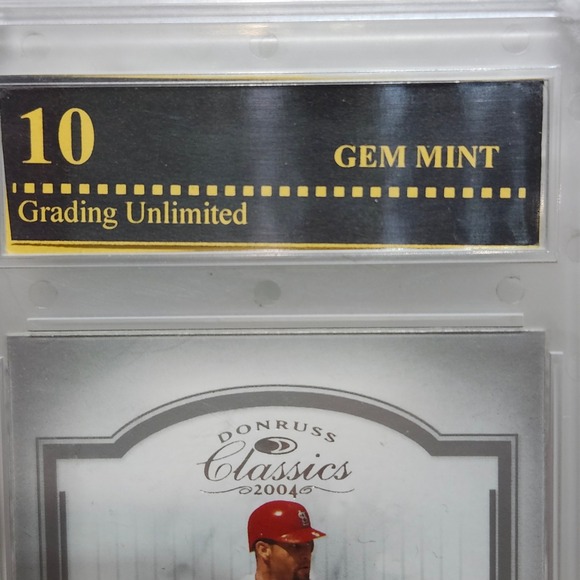 10
GEM MINT
Grading Unlimited
DONRUSS
Classics
2004